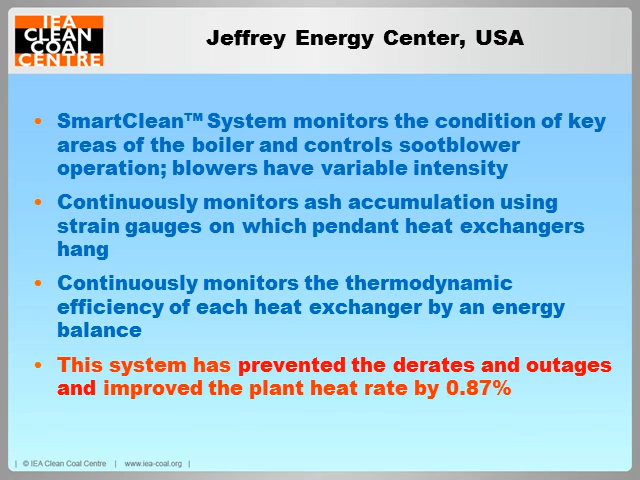 IEA
CLEAN
COAL
CENTRE
Jeffrey Energy Center, USA
• SmartClean™ System monitors the condition of key
areas of the boiler and controls sootblower
operation; blowers have variable intensity
• Continuously monitors ash accumulation using
strain gauges on which pendant heat exchangers
hang
• Continuously monitors the thermodynamic
efficiency of each heat exchanger by an energy
balance
• This system has prevented the derates and outages
and improved the plant heat rate by 0.87%
| © IEA Clean Coal Centre | www.iea-coal.org |